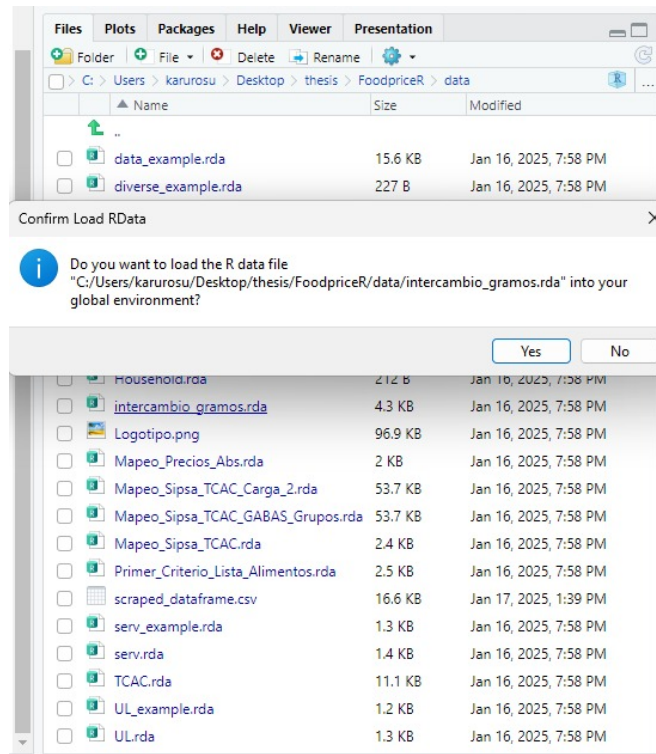 Files Plots Packages Help Viewer Presentation
Folder File Delete Rename
C: > Users > karurosu > Desktop > thesis > FoodpriceR > data R ...
Name Size Modified
..
data_example.rda 15.6 KB Jan 16, 2025, 7:58 PM
diverse_example.rda 227 B Jan 16, 2025, 7:58 PM
Confirm Load RData
Do you want to load the R data file
"C:/Users/karurosu/Desktop/thesis/FoodpriceR/data/intercambio_gramos.rda" into your
global environment?
Yes No
Household.rda 212 B Jan 16, 2025, 7:58 PM
intercambio_gramos.rda 4.3 KB Jan 16, 2025, 7:58 PM
Logotipo.png 96.9 KB Jan 16, 2025, 7:58 PM
Mapeo_Precios_Abs.rda 2 KB Jan 16, 2025, 7:58 PM
Mapeo_Sipsa_TCAC_Carga_2.rda 53.7 KB Jan 16, 2025, 7:58 PM
Mapeo_Sipsa_TCAC_GABAS_Grupos.rda 53.7 KB Jan 16, 2025, 7:58 PM
Mapeo_Sipsa_TCAC.rda 2.4 KB Jan 16, 2025, 7:58 PM
Primer_Criterio_Lista_Alimentos.rda 2.5 KB Jan 16, 2025, 7:58 PM
scraped_dataframe.csv 16.6 KB Jan 17, 2025, 1:39 PM
serv_example.rda 1.3 KB Jan 16, 2025, 7:58 PM
serv.rda 1.4 KB Jan 16, 2025, 7:58 PM
TCAC.rda 11.1 KB Jan 16, 2025, 7:58 PM
UL_example.rda 1.2 KB Jan 16, 2025, 7:58 PM
UL.rda 1.3 KB Jan 16, 2025, 7:58 PM